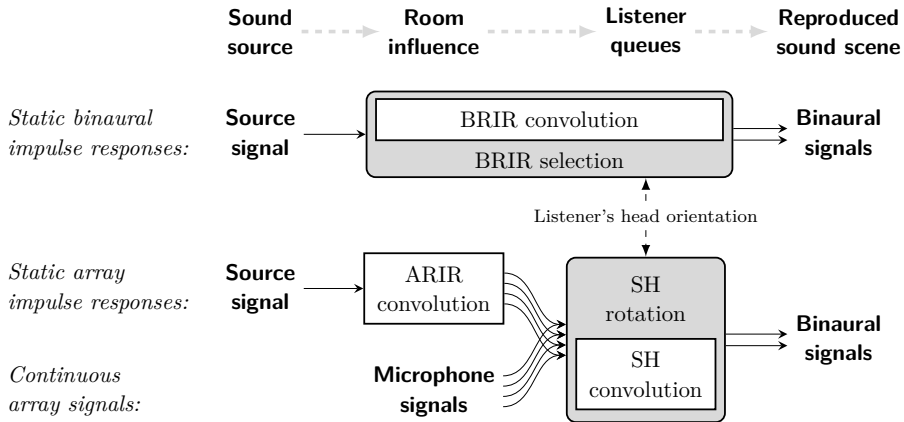 Sound source
Room influence
Listener queues
Reproduced sound scene
Static binaural impulse responses:
Source signal
BRIR convolution
BRIR selection
Binaural signals
Listener's head orientation
Static array impulse responses:
Source signal
ARIR convolution
SH rotation
SH convolution
Binaural signals
Continuous array signals:
Microphone signals